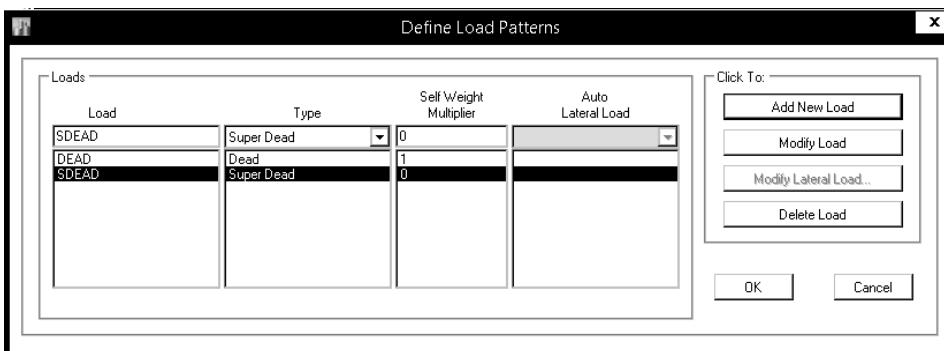 Define Load Patterns
x
Loads
Click To:
Load Type Self Weight Multiplier Auto Lateral Load
SDEAD Super Dead 0
DEAD Dead 1
SDEAD Super Dead 0
Add New Load
Modify Load
Modify Lateral Load...
Delete Load
OK Cancel